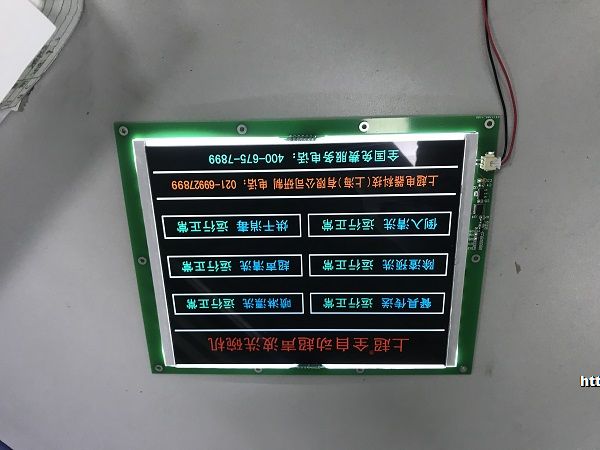 上超®全自动超声波洗碗机
餐具传送 运行正常 喷淋漂洗 运行正常
除渣预洗 运行正常 超声清洗 运行正常
倒入清洗 运行正常 烘干消毒 运行正常
上超电器科技(上海)有限公司研制 电话：021-69927899
全国免费服务电话：400-675-7899
htt